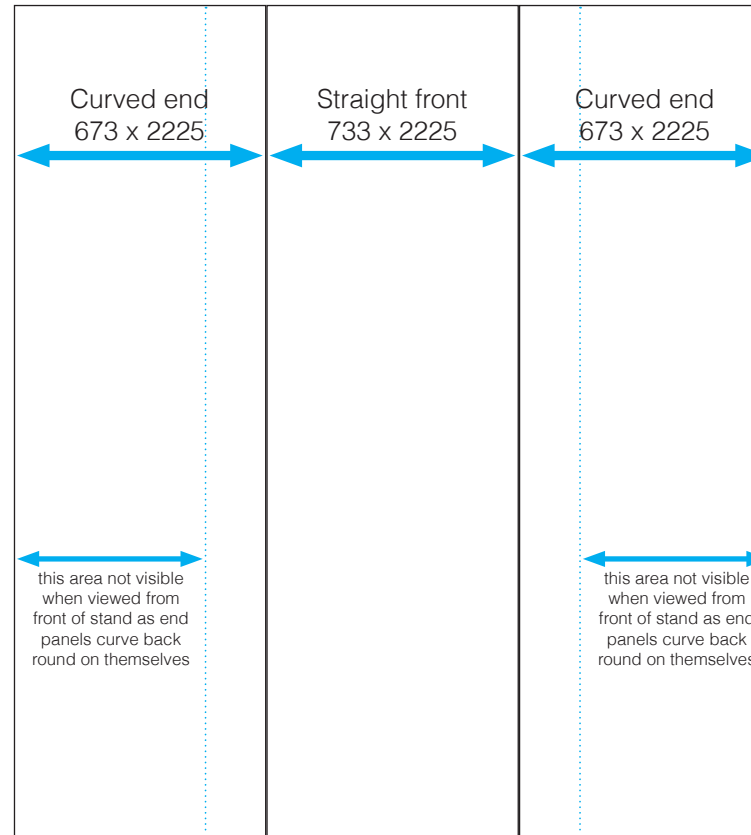 Curved end
673 x 2225
Straight front
733 x 2225
Curved end
673 x 2225
this area not visible
when viewed from
front of stand as end
panels curve back
round on themselves
this area not visible
when viewed from
front of stand as end
panels curve back
round on themselves